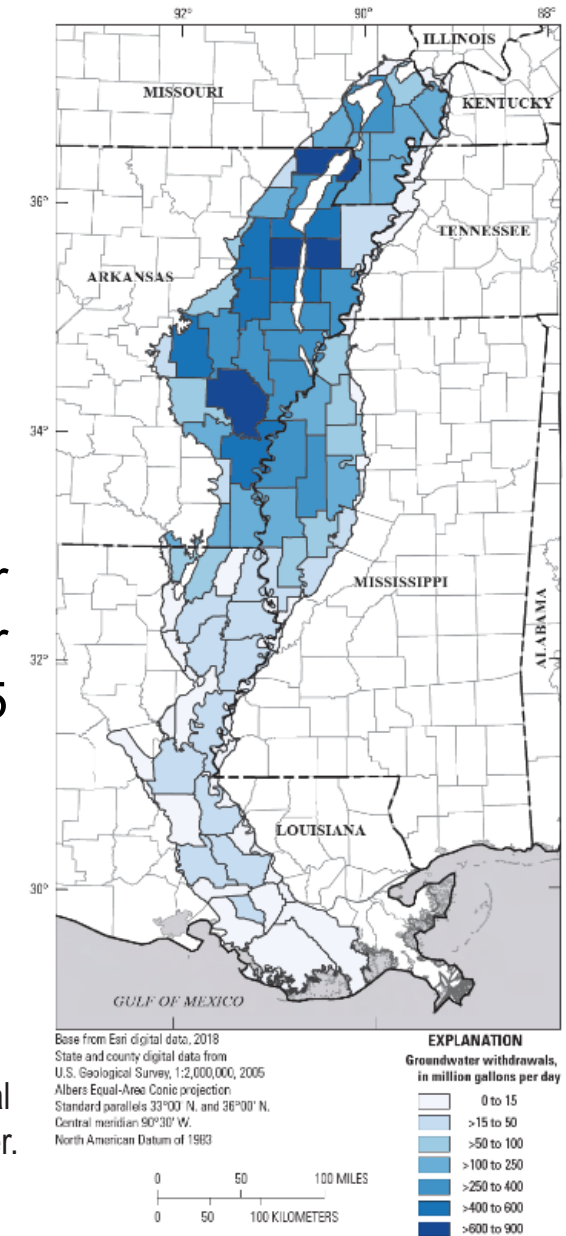 92°
90°
88°
ILLINOIS
MISSOURI
KENTUCKY
36°
TENNESSEE
ARKANSAS
34°
r
MISSISSIPPI
ALABAMA
r
32°
5
LOUISIANA
30°
GULF OF MEXICO
Base from Esri digital data, 2018
State and county digital data from
U.S. Geological Survey, 1:2,000,000, 2005
Albers Equal-Area Conic projection
Standard parallels 33°00' N. and 36°00' N.
Central meridian 90°30' W.
North American Datum of 1983
al
er.
EXPLANATION
Groundwater withdrawals,
in million gallons per day
0 to 15
>15 to 50
>50 to 100
>100 to 250
>250 to 400
>400 to 600
>600 to 900
0 50 100 MILES
0 50 100 KILOMETERS